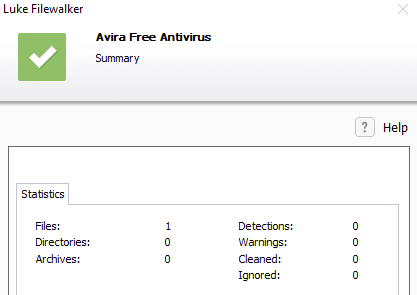 Luke Filewalker
Avira Free Antivirus
Summary
? Help
Statistics
Files: 1 Detections: 0
Directories: 0 Warnings: 0
Archives: 0 Cleaned: 0
Ignored: 0